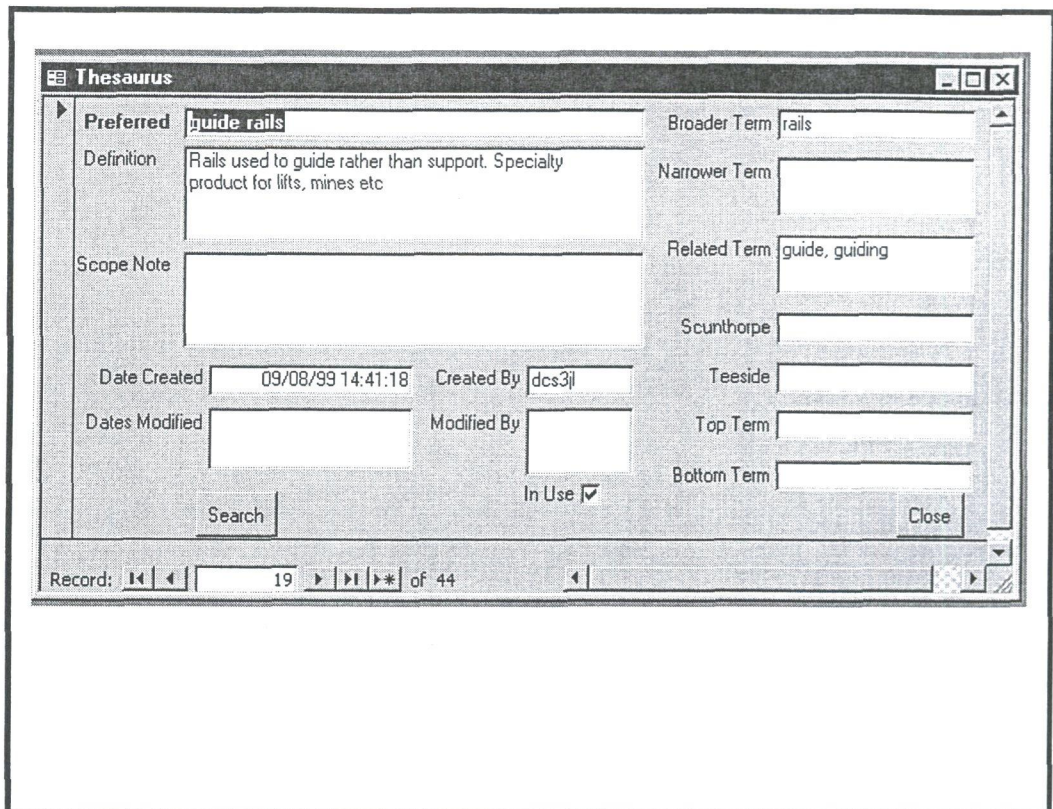 Thesaurus
Preferred guide rails
Definition Rails used to guide rather than support. Specialty
product for lifts, mines etc
Scope Note
Date Created 09/08/99 14:41:18 Created By dcs3jl
Dates Modified Modified By
In Use
Search
Broader Term rails
Narrower Term
Related Term guide, guiding
Scunthorpe
Teeside
Top Term
Bottom Term
Close
Record: 19 of 44